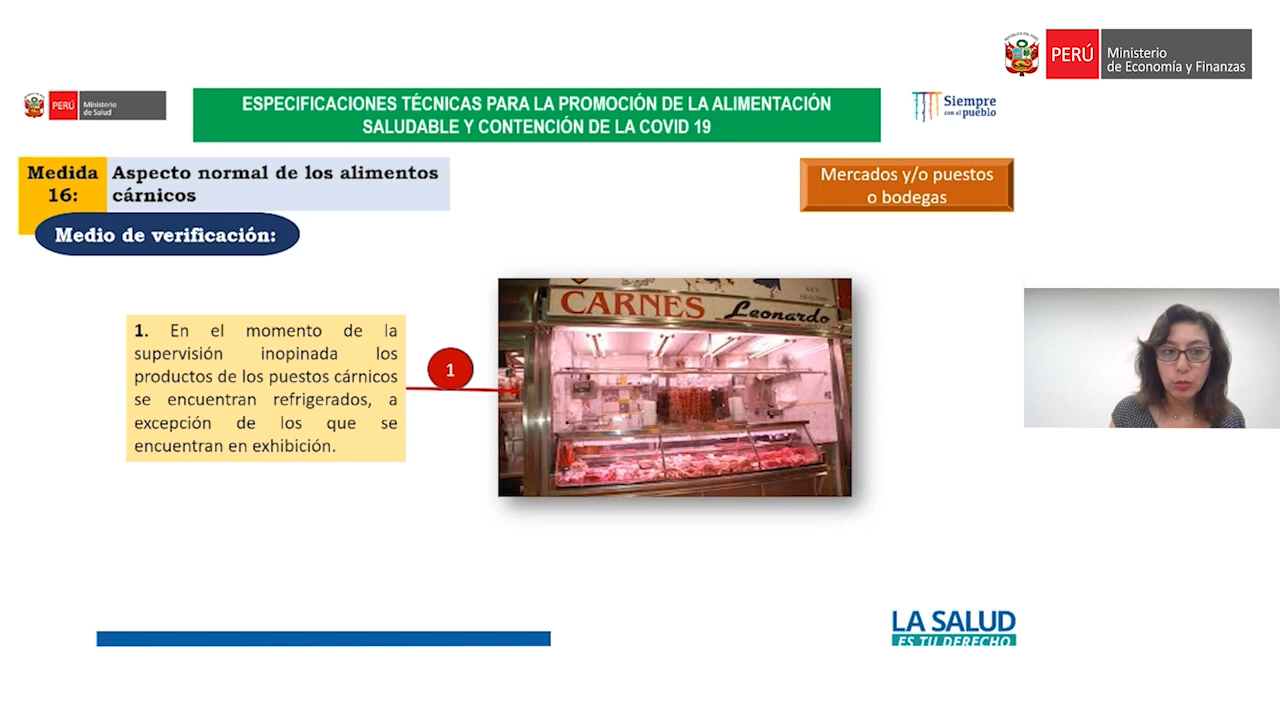 PERÚ
Ministerio
de Economía y Finanzas
PERÚ
Ministerio
de Salud
ESPECIFICACIONES TÉCNICAS PARA LA PROMOCIÓN DE LA ALIMENTACIÓN
SALUDABLE Y CONTENCIÓN DE LA COVID 19
Siempre
con el pueblo
Medida
16:
Aspecto normal de los alimentos
cárnicos
Mercados y/o puestos
o bodegas
Medio de verificación:
1. En el momento de la
supervisión inopinada los
productos de los puestos cárnicos
se encuentran refrigerados, a
excepción de los que se
encuentran en exhibición.
1
CARNES
Leonardo
LA SALUD
ES TU DERECHO